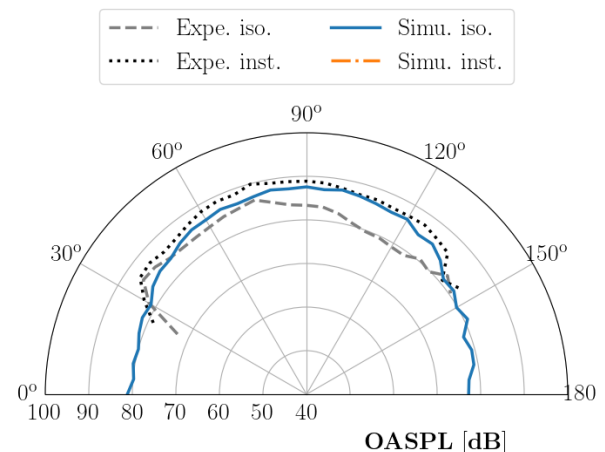 Expe. iso. Simu. iso.
Expe. inst. Simu. inst.
90º
60º 120º
30º 150º
0º 180
100 90 80 70 60 50 40
OASPL [dB]